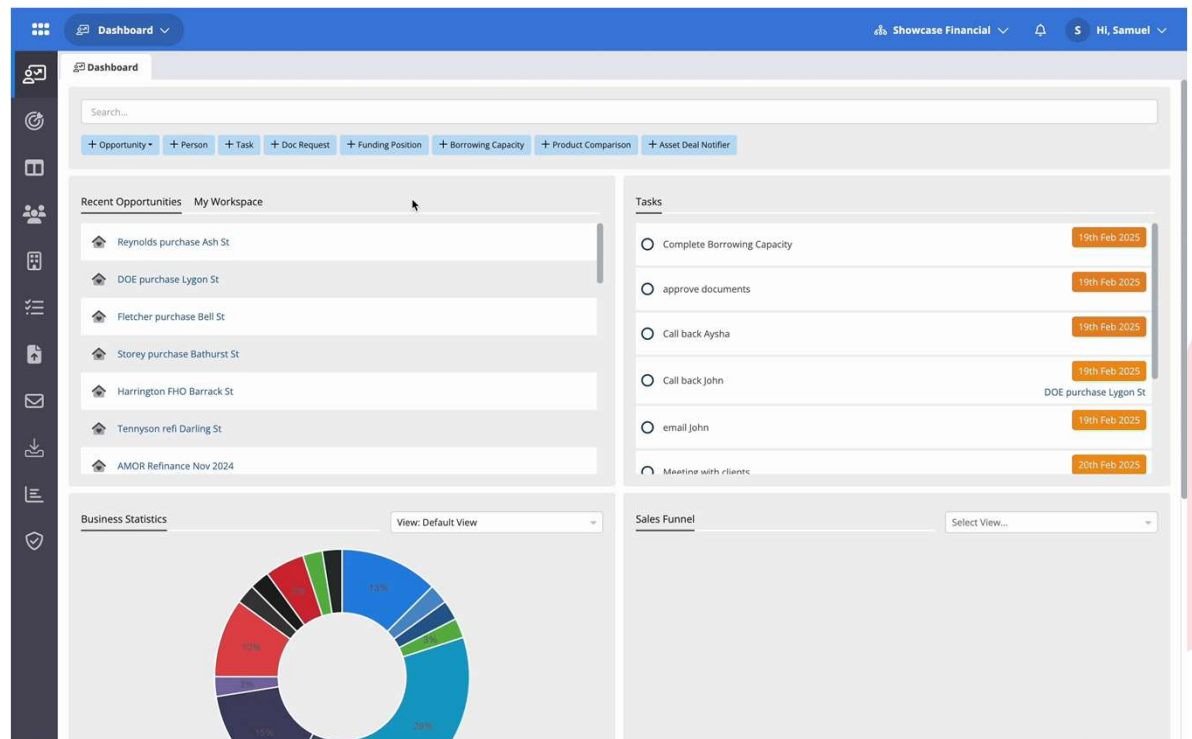 Dashboard
Showcase Financial
S Hi, Samuel
Dashboard
Search...
+ Opportunity
+ Person
+ Task
+ Doc Request
+ Funding Position
+ Borrowing Capacity
+ Product Comparison
+ Asset Deal Notifier
Recent Opportunities My Workspace
Reynolds purchase Ash St
DOE purchase Lygon St
Fletcher purchase Bell St
Storey purchase Bathurst St
Harrington FHO Barrack St
Tennyson refi Darling St
AMOR Refinance Nov 2024
Tasks
Complete Borrowing Capacity 19th Feb 2025
approve documents 19th Feb 2025
Call back Aysha 19th Feb 2025
Call back John 19th Feb 2025
DOE purchase Lygon St
email John 19th Feb 2025
Meeting with clients 20th Feb 2025
Business Statistics
View: Default View
13%
3%
10%
15%
Sales Funnel
Select View...